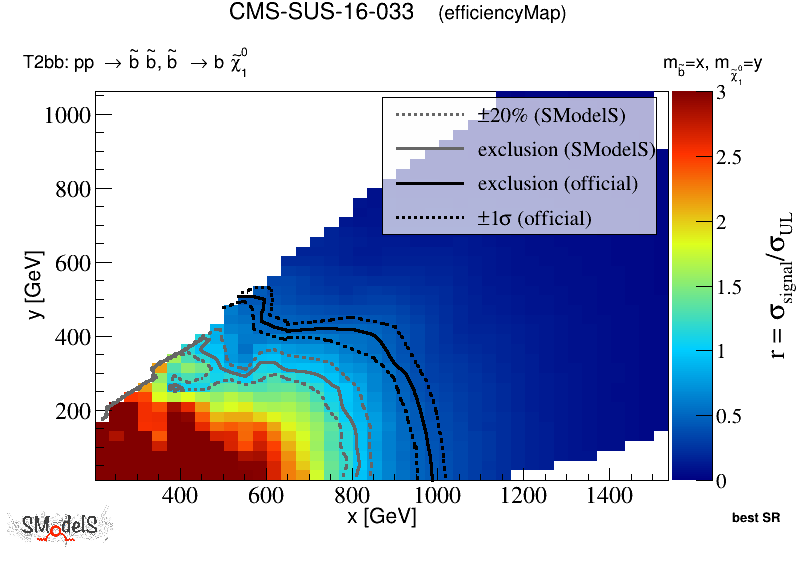 CMS-SUS-16-033 (efficiencyMap)
T2bb: pp → b̃ b̃, b̃ → b χ̃₁⁰
m_b̃=x, m_χ̃₁⁰=y
±20% (SModelS)
exclusion (SModelS)
exclusion (official)
±1σ (official)
1000
800
600
400
200
y [GeV]
400 600 800 1000 1200 1400
x [GeV]
3
2.5
2
1.5
1
0.5
0
r = σ_signal/σ_UL
SModelS
best SR